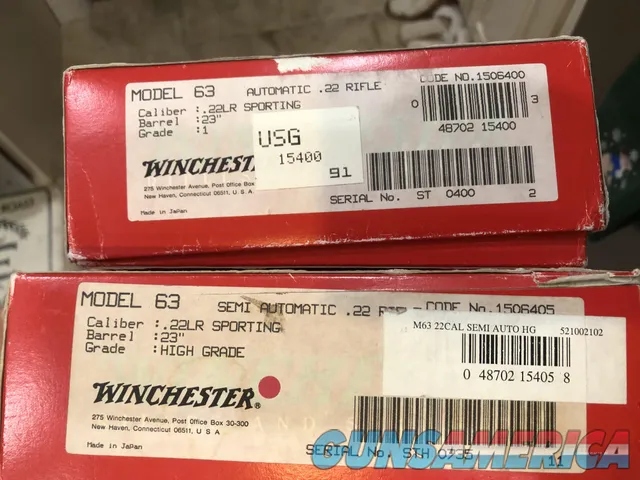 MODEL 63 AUTOMATIC .22 RIFLE CODE NO.1506400
Caliber :.22LR SPORTING
Barrel :23"
Grade :1
0 3
48702 15400
USG
15400
91
WINCHESTER
275 Winchester Avenue, Post Office Box
New Haven, Connecticut 06511, U S A
SERIAL No. ST 0400 2
Made in Japan
MODEL 63 SEMI AUTOMATIC .22 CODE No.1506405
Caliber :.22LR SPORTING
Barrel :23"
Grade :HIGH GRADE
M63 22CAL SEMI AUTO HG 521002102
0 48702 15405 8
WINCHESTER®
275 Winchester Avenue, Post Office Box 30-300
New Haven, Connecticut 06511, U S A
Made in Japan
SERIAL No. STH 11
GUNSAMERICA